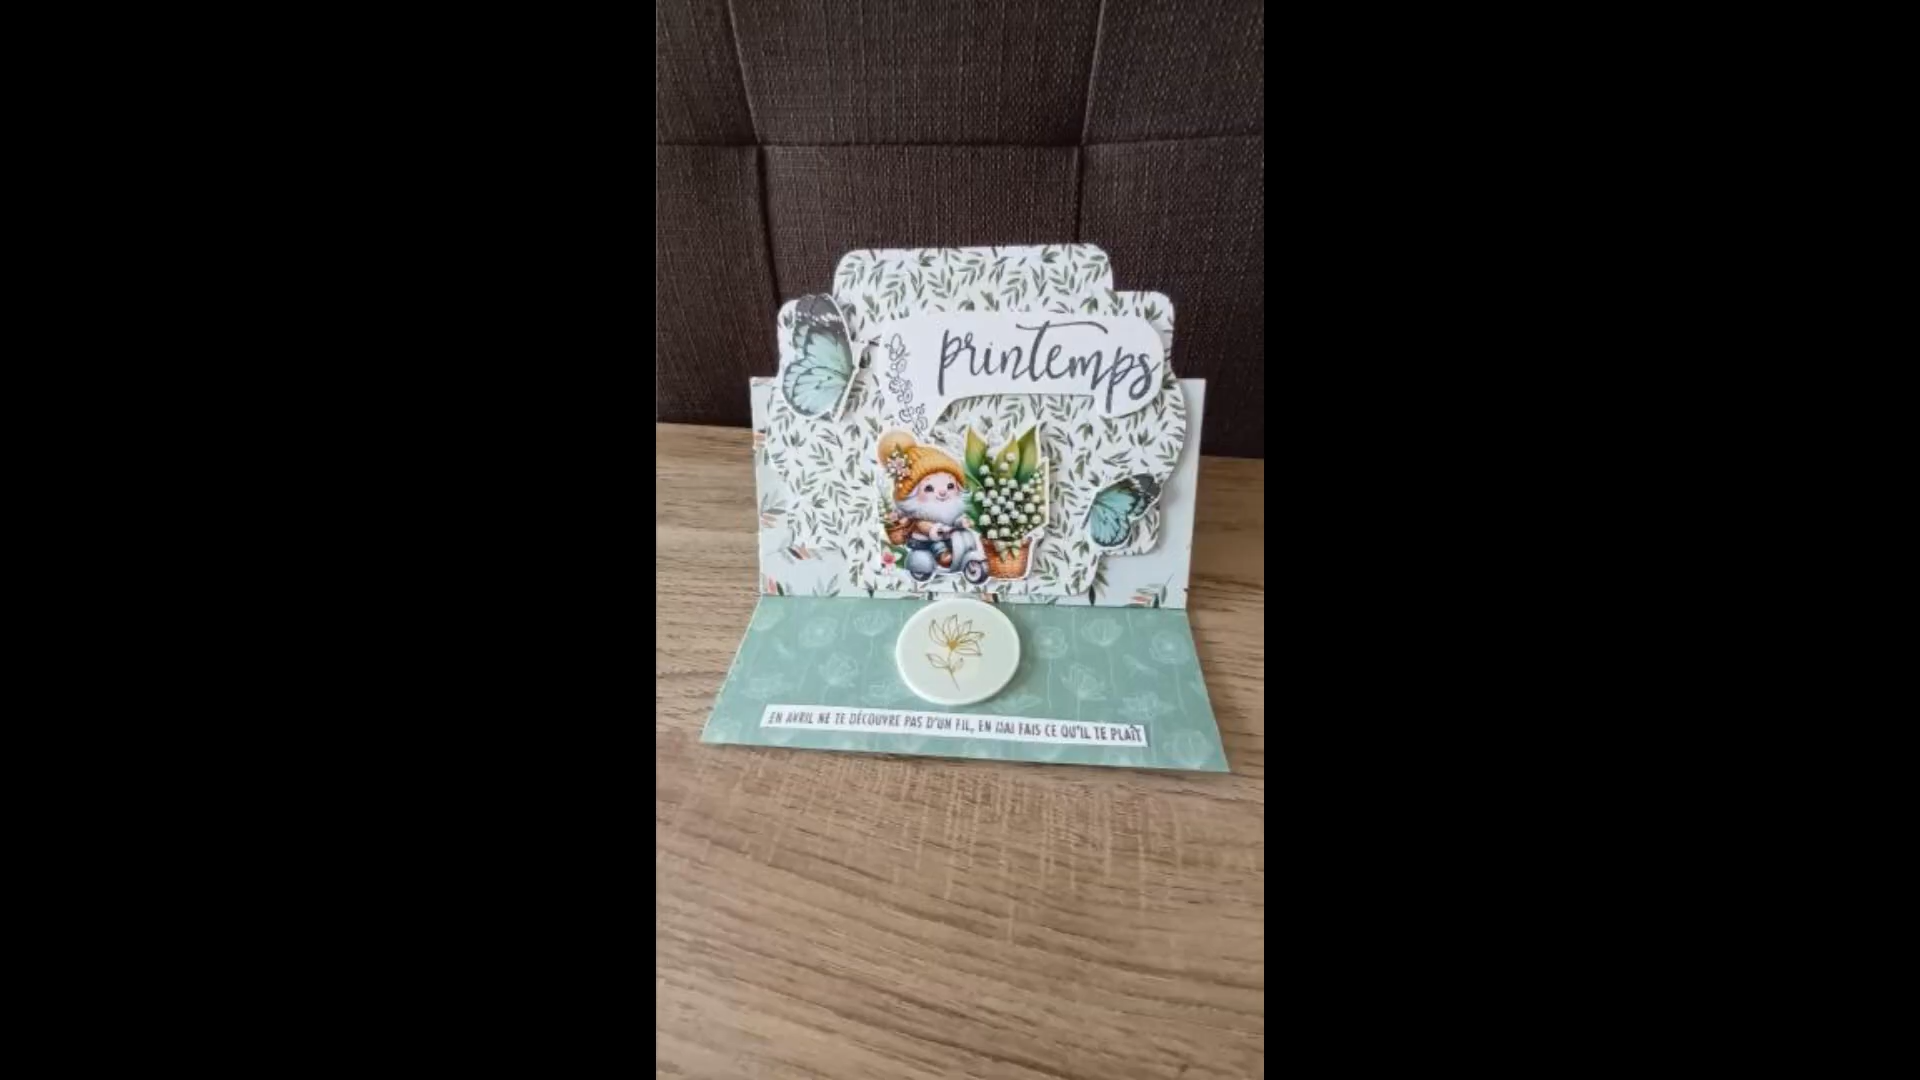 printemps
EN AVRIL NE TE DÉCOUVRE PAS D'UN FIL, EN MAI FAIS CE QU'IL TE PLAÎT